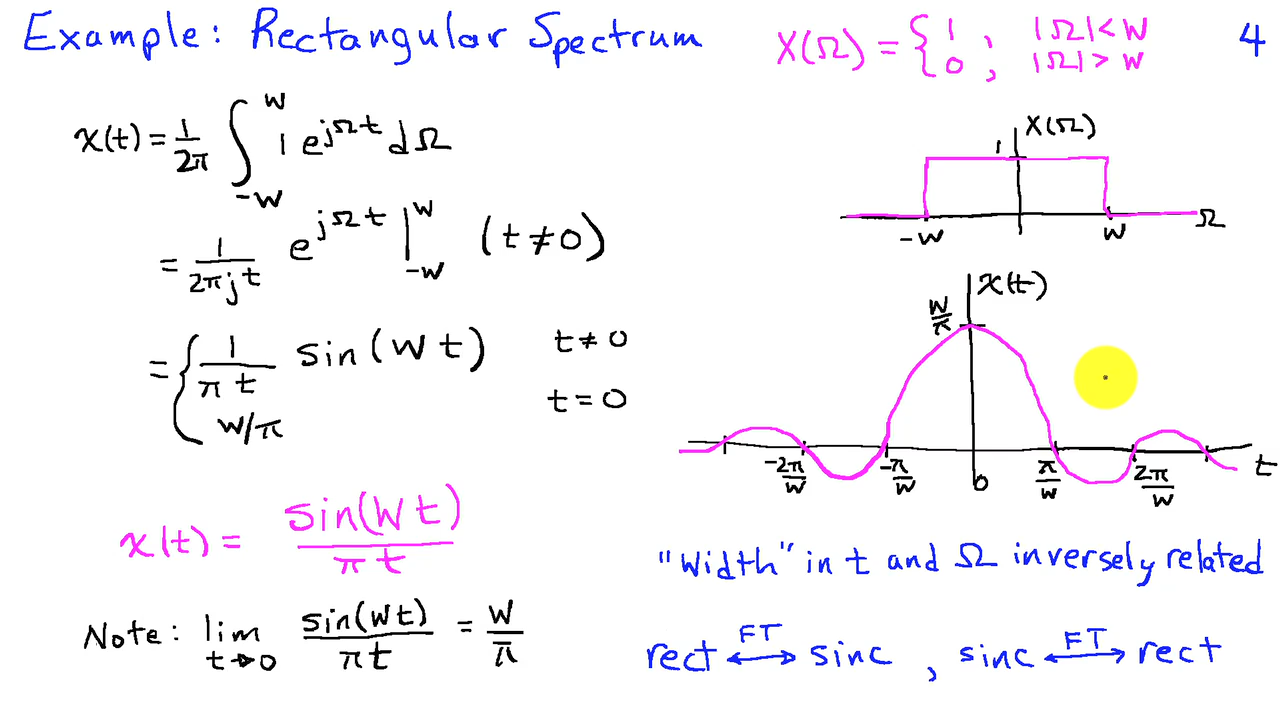 Example: Rectangular Spectrum
X(Ω) = { 1 , |Ω| < W
0 , |Ω| > W
4
x(t) = 1/2π ∫_{-W}^{W} 1 e^{jΩt} dΩ
= 1/2πjt e^{jΩt} |_{-W}^{W} (t ≠ 0)
= { 1/πt sin(Wt) t ≠ 0
W/π t = 0
x(t) = sin(Wt)/πt
Note: lim_{t→0} sin(Wt)/πt = W/π
X(Ω)
1
-W W Ω
x(t)
W/π
-2π/W -π/W 0 π/W 2π/W t
"Width" in t and Ω inversely related
rect <-FT-> sinc , sinc <-FT-> rect